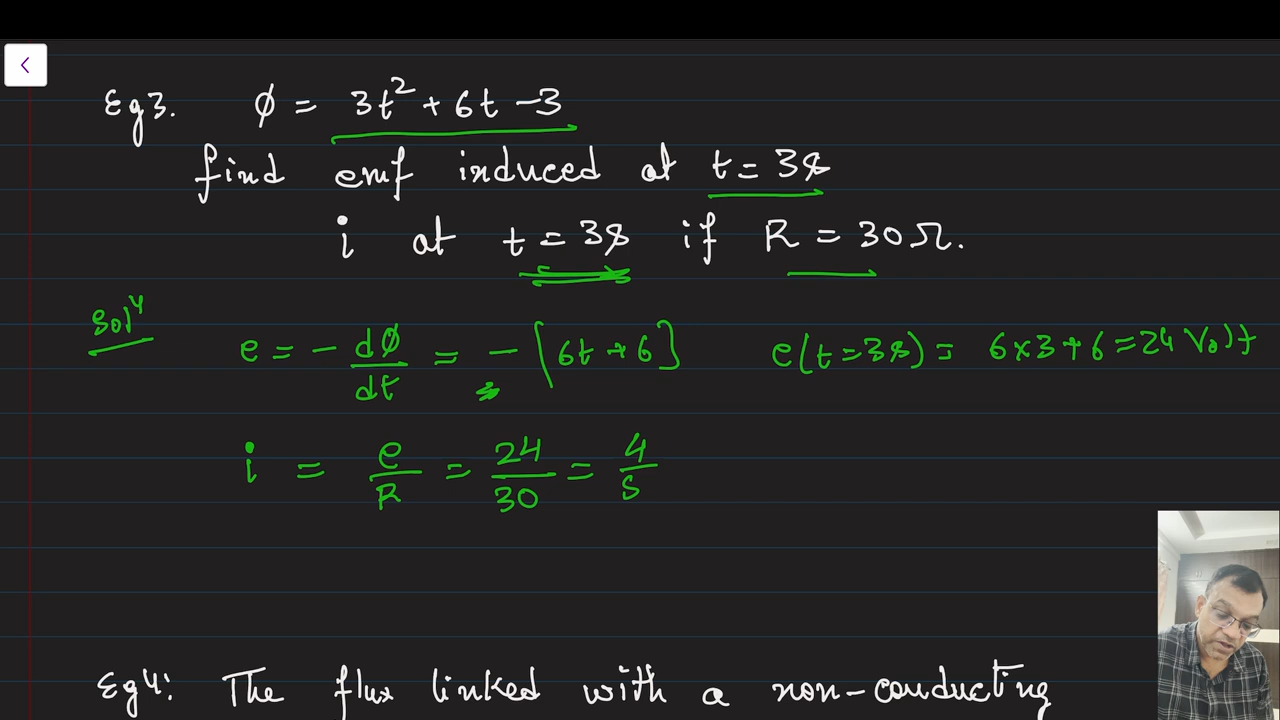 Eg3. ϕ = 3t² + 6t - 3
find emf induced at t = 3s
i at t = 3s if R = 30Ω.
Solⁿ
e = - dϕ/dt = - [6t + 6] e(t=3s) = 6×3+6 = 24 Volt
i = e/R = 24/30 = 4/5
Eg4: The flux linked with a non-conducting